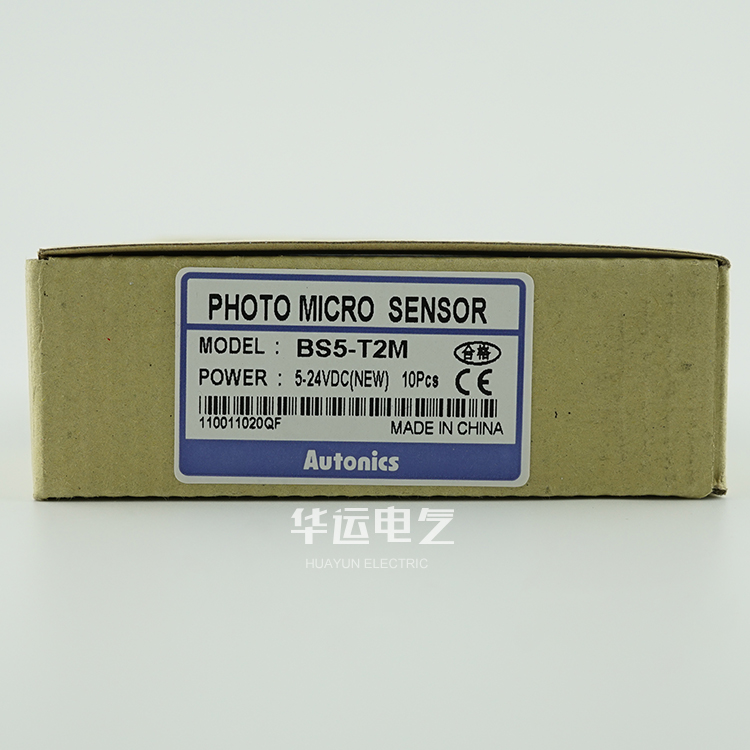 PHOTO MICRO SENSOR
MODEL : BS5-T2M 合格
POWER : 5-24VDC(NEW) 10Pcs CE
110011020QF MADE IN CHINA
Autonics
华运电气
HUAYUN ELECTRIC